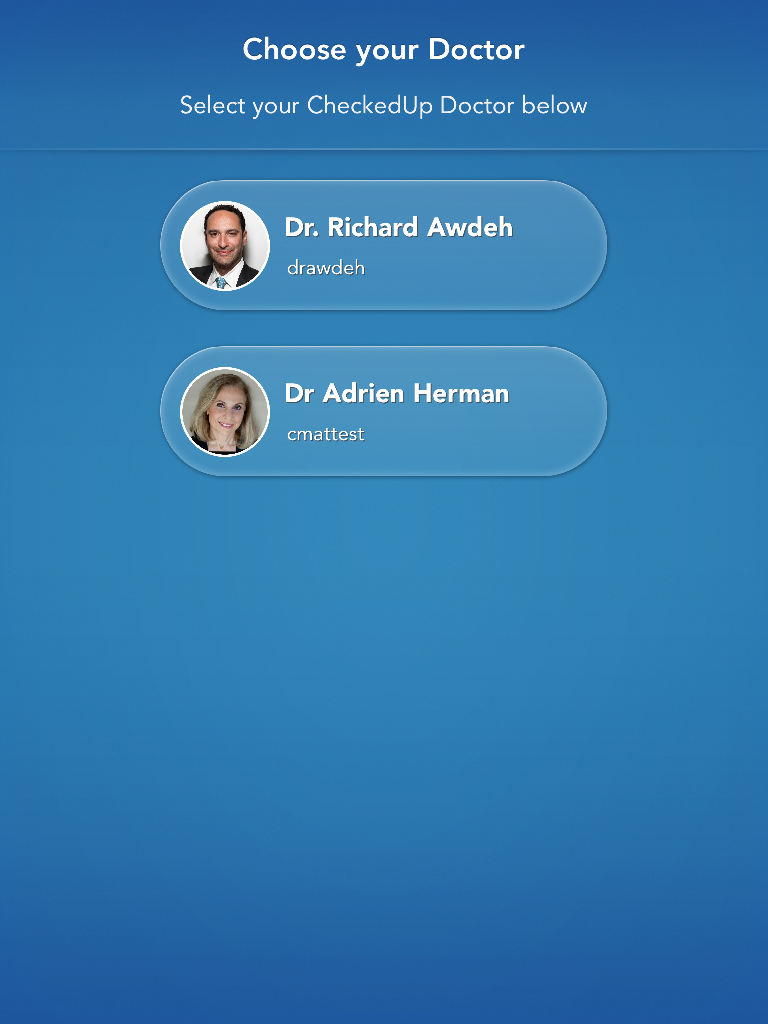 Choose your Doctor
Select your CheckedUp Doctor below
Dr. Richard Awdeh
drawdeh
Dr Adrien Herman
cmattest